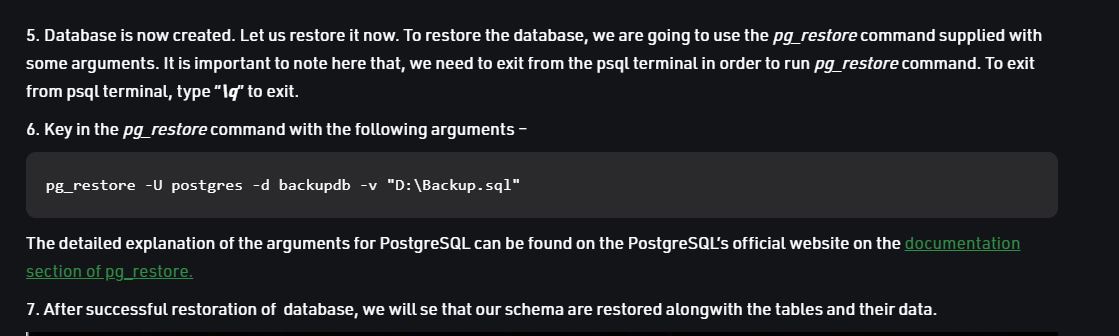 5. Database is now created. Let us restore it now. To restore the database, we are going to use the pg_restore command supplied with
some arguments. It is important to note here that, we need to exit from the psql terminal in order to run pg_restore command. To exit
from psql terminal, type “\q” to exit.
6. Key in the pg_restore command with the following arguments –
pg_restore -U postgres -d backupdb -v "D:\Backup.sql"
The detailed explanation of the arguments for PostgreSQL can be found on the PostgreSQL’s official website on the documentation
section of pg_restore.
7. After successful restoration of  database, we will se that our schema are restored alongwith the tables and their data.